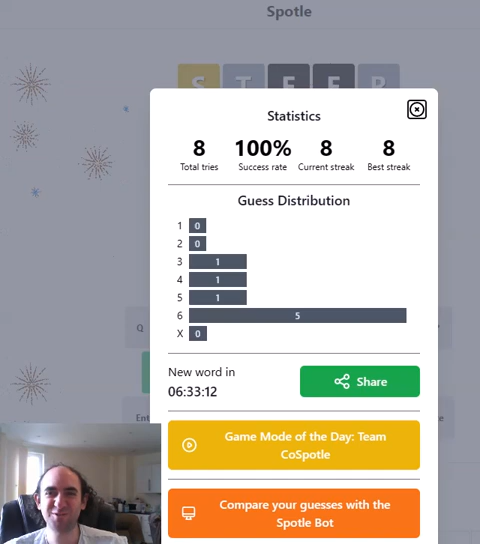 Spotle
S T E E R
Statistics
8 100% 8 8
Total tries Success rate Current streak Best streak
Guess Distribution
1 0
2 0
3 1
4 1
5 1
6 5
X 0
Q
New word in
06:33:12
Share
Ent
Game Mode of the Day: Team
CoSpotle
Compare your guesses with the
Spotle Bot